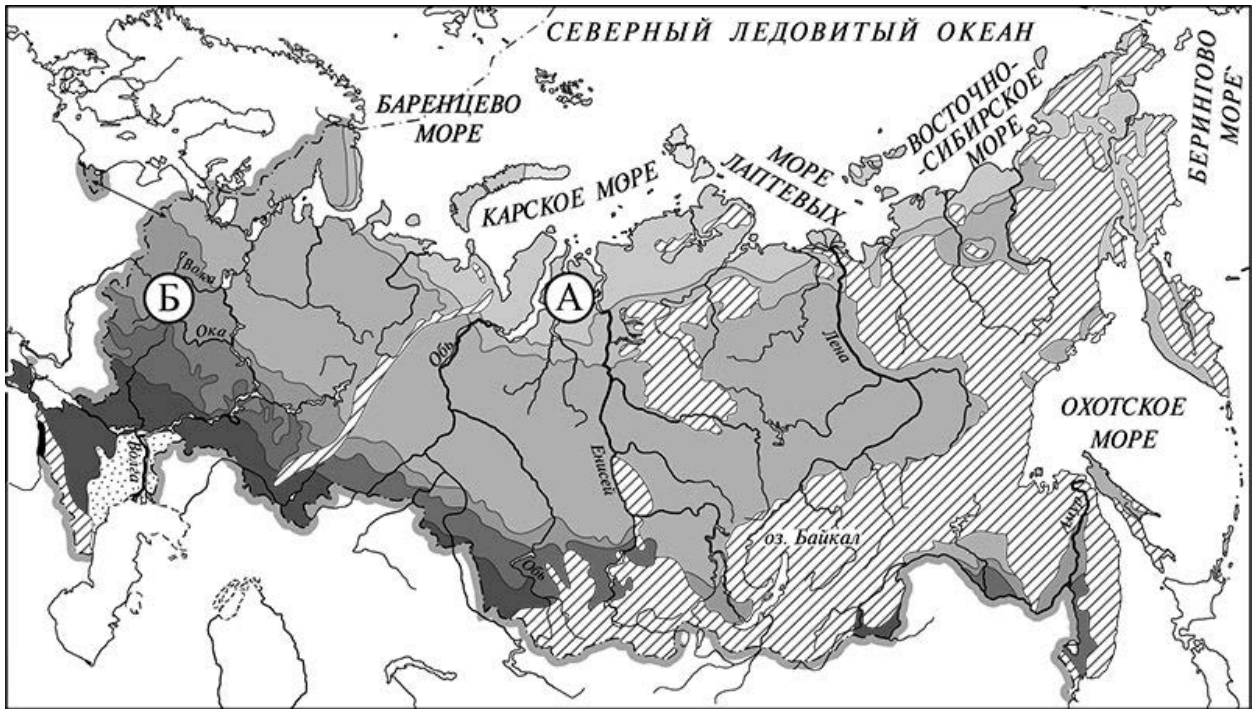 СЕВЕРНЫЙ ЛЕДОВИТЫЙ ОКЕАН
БАРЕНЦЕВО
МОРЕ
КАРСКОЕ МОРЕ
МОРЕ
ЛАПТЕВЫХ
ВОСТОЧНО-
СИБИРСКОЕ
МОРЕ
БЕРИНГОВО
МОРЕ
Волга
Б
А
Ока
Обь
Лена
ОХОТСКОЕ
МОРЕ
Волга
Енисей
Амур
оз. Байкал
Обь